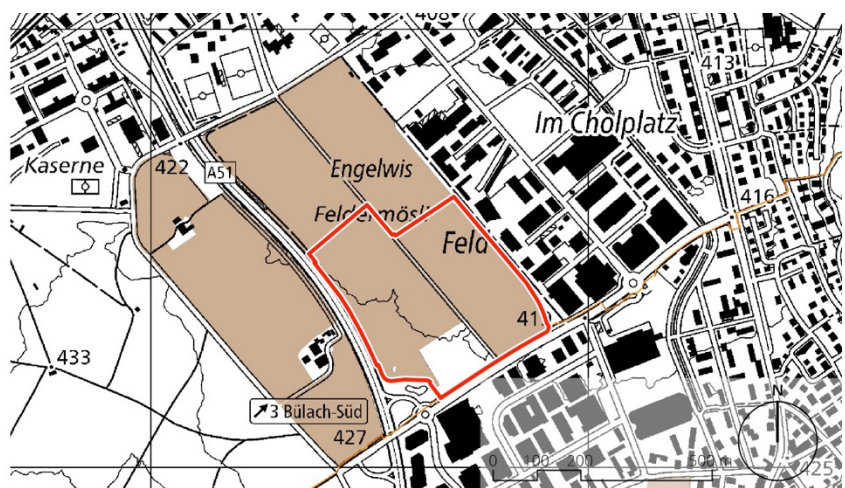 408
413
Im Cholplatz
Kaserne
422
A51
Engelwis
Feldermösli
416
Feld
419
433
3 Bülach-Süd
427
N
0 100 200 500 m
425